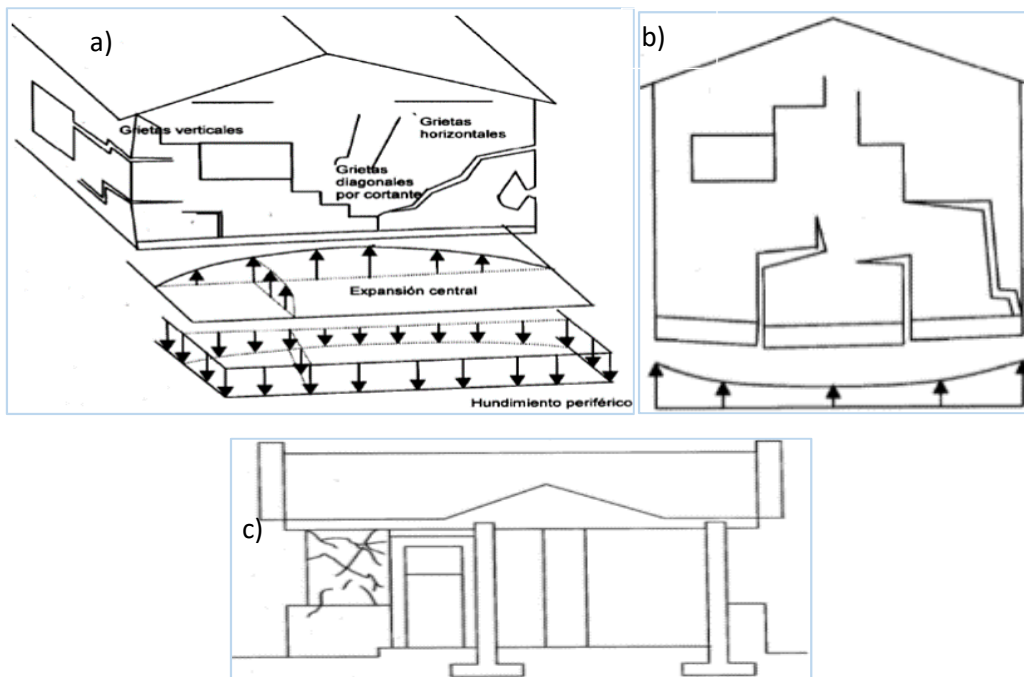 a)
Grietas verticales
Grietas
horizontales
Grietas
diagonales
por cortante
Expansión central
Hundimiento periférico
b)
c)